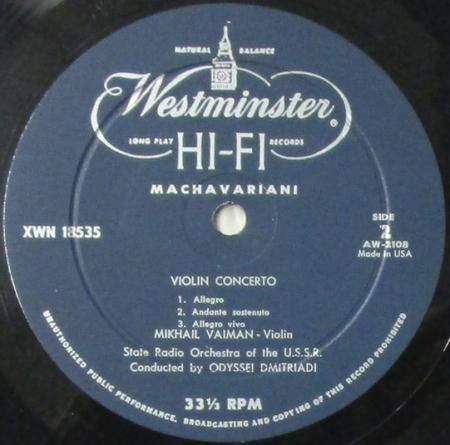 NATURAL BALANCE
Westminster®
LONG PLAY RECORDS
HI-FI
MACHAVARIANI
XWN 18535
SIDE
2
AW-2108
Made in USA
VIOLIN CONCERTO
1. Allegro
2. Andante sostenuto
3. Allegro vivo
MIKHAIL VAIMAN - Violin
State Radio Orchestra of the U.S.S.R.
Conducted by ODYSSEI DMITRIADI
33⅓ RPM
UNAUTHORIZED PUBLIC PERFORMANCE, BROADCASTING AND COPYING OF THIS RECORD PROHIBITED